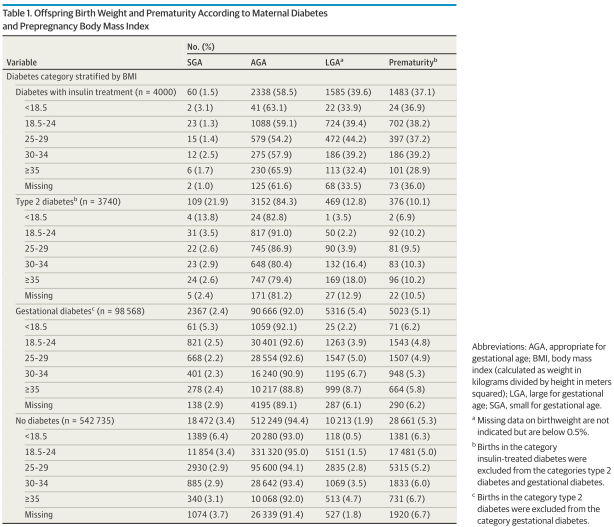 Table 1. Offspring Birth Weight and Prematurity According to Maternal Diabetes
and Prepregnancy Body Mass Index
No. (%)
Variable SGA AGA LGAa Prematurityb
Diabetes category stratified by BMI
Diabetes with insulin treatment (n = 4000) 60 (1.5) 2338 (58.5) 1585 (39.6) 1483 (37.1)
<18.5 2 (3.1) 41 (63.1) 22 (33.9) 24 (36.9)
18.5-24 23 (1.3) 1088 (59.1) 724 (39.4) 702 (38.2)
25-29 15 (1.4) 579 (54.2) 472 (44.2) 397 (37.2)
30-34 12 (2.5) 275 (57.9) 186 (39.2) 186 (39.2)
≥35 6 (1.7) 230 (65.9) 113 (32.4) 101 (28.9)
Missing 2 (1.0) 125 (61.6) 68 (33.5) 73 (36.0)
Type 2 diabetesb (n = 3740) 109 (21.9) 3152 (84.3) 469 (12.8) 376 (10.1)
<18.5 4 (13.8) 24 (82.8) 1 (3.5) 2 (6.9)
18.5-24 31 (3.5) 817 (91.0) 50 (2.2) 92 (10.2)
25-29 22 (2.6) 745 (86.9) 90 (3.9) 81 (9.5)
30-34 23 (2.9) 648 (80.4) 132 (16.4) 83 (10.3)
≥35 24 (2.6) 747 (79.4) 169 (18.0) 96 (10.2)
Missing 5 (2.4) 171 (81.2) 27 (12.9) 22 (10.5)
Gestational diabetesc (n = 98 568) 2367 (2.4) 90 666 (92.0) 5316 (5.4) 5023 (5.1)
<18.5 61 (5.3) 1059 (92.1) 25 (2.2) 71 (6.2)
18.5-24 821 (2.5) 30 401 (92.6) 1263 (3.9) 1543 (4.8)
25-29 668 (2.2) 28 554 (92.6) 1547 (5.0) 1507 (4.9)
30-34 401 (2.3) 16 240 (90.9) 1195 (6.7) 948 (5.3)
≥35 278 (2.4) 10 217 (88.8) 999 (8.7) 664 (5.8)
Missing 138 (2.9) 4195 (89.1) 287 (6.1) 290 (6.2)
No diabetes (n = 542 735) 18 472 (3.4) 512 249 (94.4) 10 213 (1.9) 28 661 (5.3)
<18.5 1389 (6.4) 20 280 (93.0) 118 (0.5) 1381 (6.3)
18.5-24 11 854 (3.4) 331 320 (95.0) 5151 (1.5) 17 481 (5.0)
25-29 2930 (2.9) 95 600 (94.1) 2835 (2.8) 5315 (5.2)
30-34 885 (2.9) 28 642 (93.4) 1069 (3.5) 1833 (6.0)
≥35 340 (3.1) 10 068 (92.0) 513 (4.7) 731 (6.7)
Missing 1074 (3.7) 26 339 (91.4) 527 (1.8) 1920 (6.7)
Abbreviations: AGA, appropriate for
gestational age; BMI, body mass
index (calculated as weight in
kilograms divided by height in meters
squared); LGA, large for gestational
age; SGA, small for gestational age.
a Missing data on birthweight are not
indicated but are below 0.5%.
b Births in the category
insulin-treated diabetes were
excluded from the categories type 2
diabetes and gestational diabetes.
c Births in the category type 2
diabetes were excluded from the
category gestational diabetes.